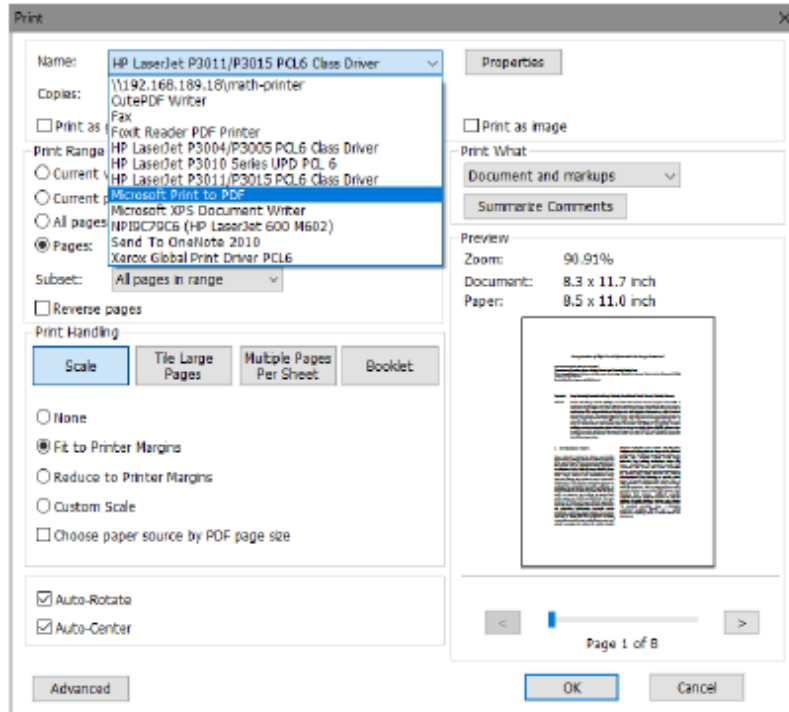 Print
Name: HP LaserJet P3011/P3015 PCL6 Class Driver Properties
Copies: \\192.168.189.18\math-printer
CutePDF Writer
Fax
Print as Foxit Reader PDF Printer Print as image
HP LaserJet P3004/P3005 PCL6 Class Driver
Print Range HP LaserJet P3010 Series UPD PCL 6 Print What
Current HP LaserJet P3011/P3015 PCL6 Class Driver Document and markups
Current Microsoft Print to PDF
Microsoft XPS Document Writer Summarize Comments
All pages NPI9C79C6 (HP LaserJet 600 M602)
Pages: Send To OneNote 2010 Preview
Xerox Global Print Driver PCL6 Zoom: 90.91%
Subset: All pages in range Document: 8.3 x 11.7 inch
Paper: 8.5 x 11.0 inch
Reverse pages
Print Handling
Scale Tile Large Pages Multiple Pages Per Sheet Booklet
None
Fit to Printer Margins
Reduce to Printer Margins
Custom Scale
Choose paper source by PDF page size
Auto-Rotate
Auto-Center
< >
Page 1 of 8
Advanced OK Cancel